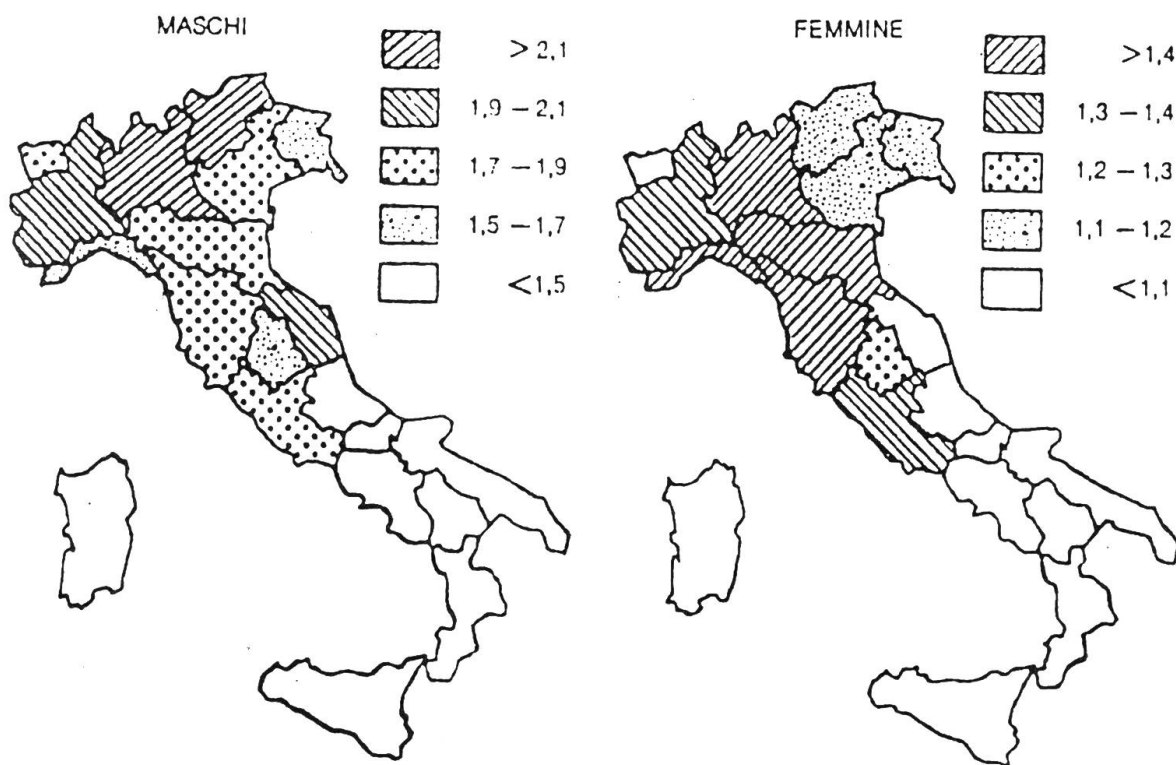 MASCHI
> 2,1
1,9 – 2,1
1,7 – 1,9
1,5 – 1,7
< 1,5
FEMMINE
> 1,4
1,3 – 1,4
1,2 – 1,3
1,1 – 1,2
< 1,1